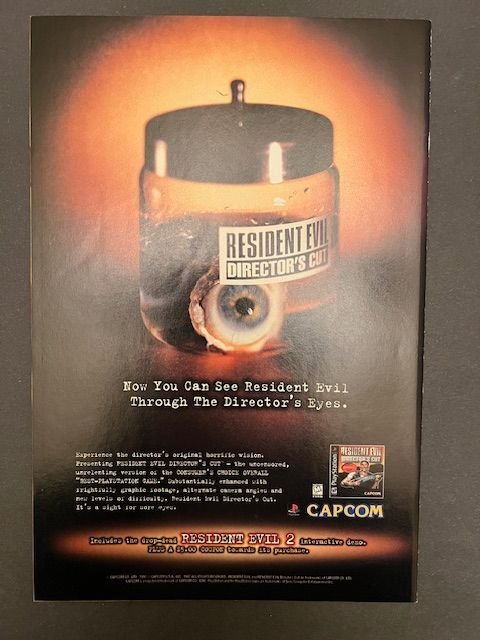 RESIDENT EVIL
DIRECTOR'S CUT
Now You Can See Resident Evil
Through The Director's Eyes.
Experience the director's original horrific vision.
Presenting RESIDENT EVIL DIRECTOR'S CUT - the uncensored,
unrelenting version of the CONSUMER'S CHOICE OVERALL
"BEST-PLAYSTATION GAME." Substantially enhanced with
frightfully graphic footage, alternate camera angles and
new levels of difficulty, Resident Evil Director's Cut.
It's a sight for sore eyes.
PlayStation
RESIDENT EVIL
DIRECTOR'S CUT
CAPCOM
CAPCOM
Includes the drop-dead RESIDENT EVIL 2 interactive demo.
PLUS A $5.00 COUPON towards its purchase.